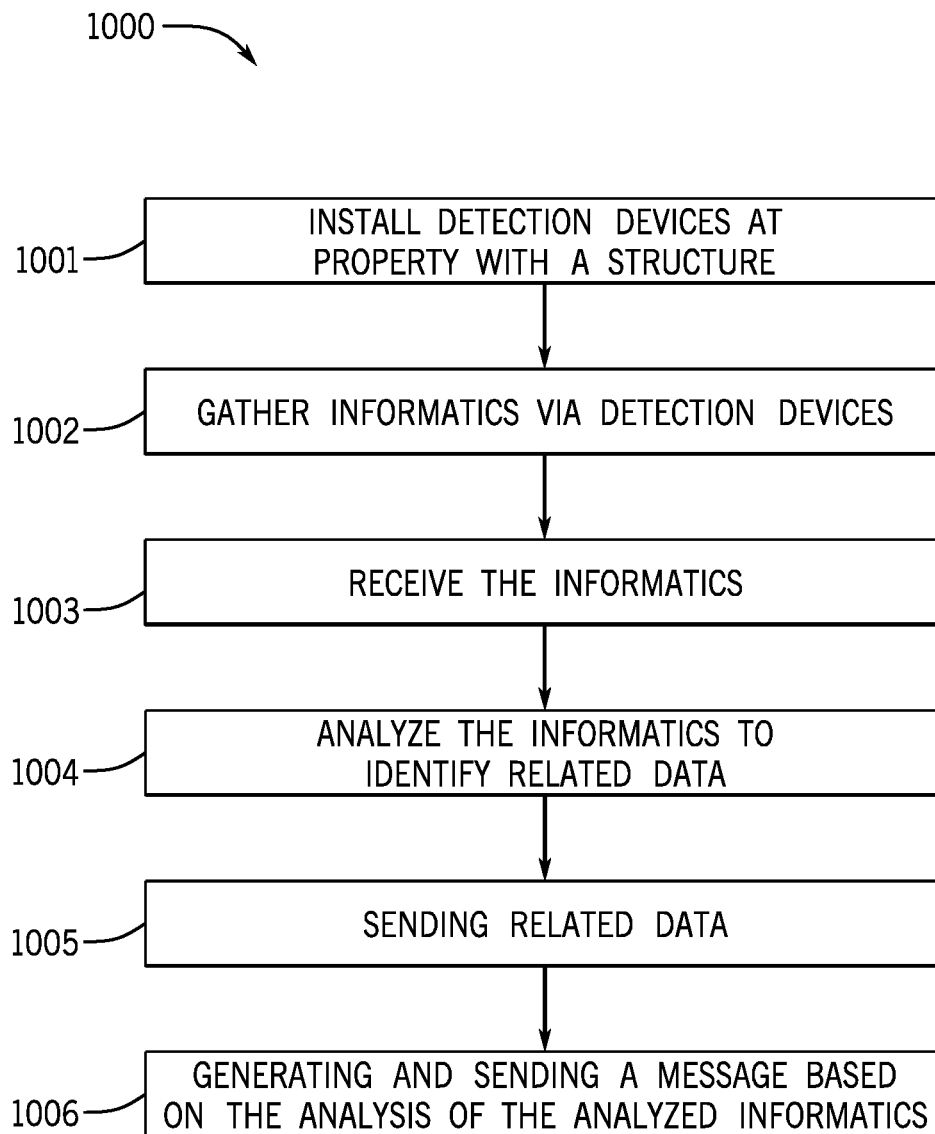 1000
INSTALL DETECTION DEVICES AT
PROPERTY WITH A STRUCTURE
1001
GATHER INFORMATICS VIA DETECTION DEVICES
1002
RECEIVE THE INFORMATICS
1003
ANALYZE THE INFORMATICS TO
IDENTIFY RELATED DATA
1004
SENDING RELATED DATA
1005
GENERATING AND SENDING A MESSAGE BASED
ON THE ANALYSIS OF THE ANALYZED INFORMATICS
1006